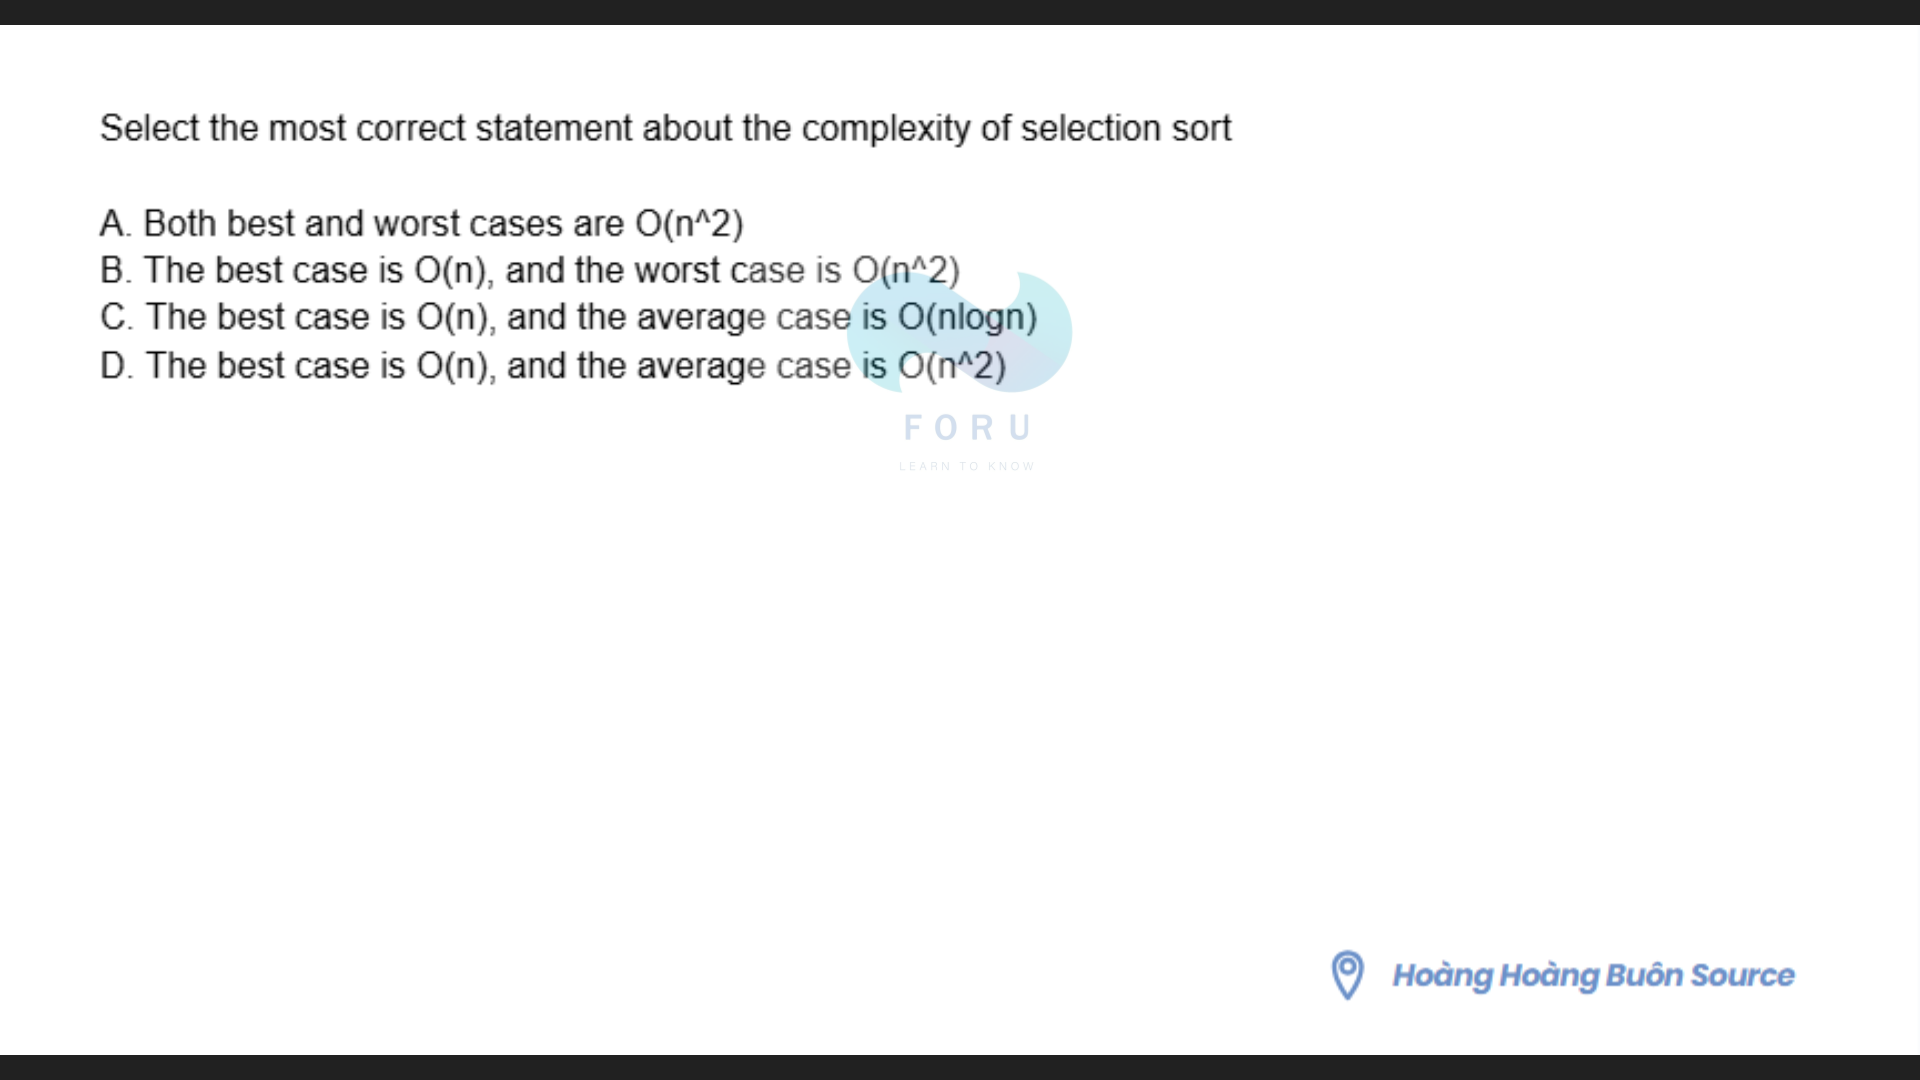 Select the most correct statement about the complexity of selection sort
A. Both best and worst cases are O(n^2)
B. The best case is O(n), and the worst case is O(n^2)
C. The best case is O(n), and the average case is O(nlogn)
D. The best case is O(n), and the average case is O(n^2)
FORU
LEARN TO KNOW
Hoàng Hoàng Buôn Source